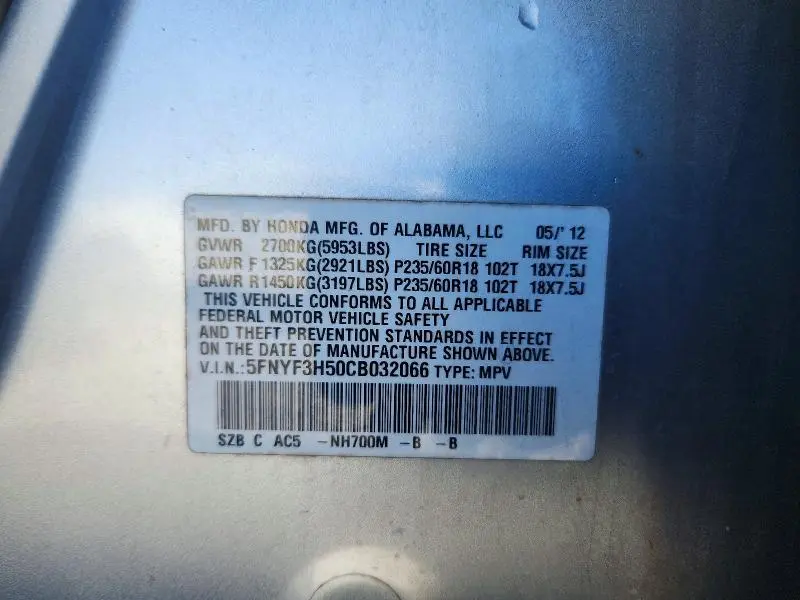 MFD. BY HONDA MFG. OF ALABAMA, LLC 05/'12
GVWR 2700KG(5953LBS) TIRE SIZE RIM SIZE
GAWR F 1325KG(2921LBS) P235/60R18 102T 18X7.5J
GAWR R1450KG(3197LBS) P235/60R18 102T 18X7.5J
THIS VEHICLE CONFORMS TO ALL APPLICABLE
FEDERAL MOTOR VEHICLE SAFETY
AND THEFT PREVENTION STANDARDS IN EFFECT
ON THE DATE OF MANUFACTURE SHOWN ABOVE.
V.I.N.:5FNYF3H50CB032066 TYPE: MPV
SZB C AC5 -NH700M -B -B